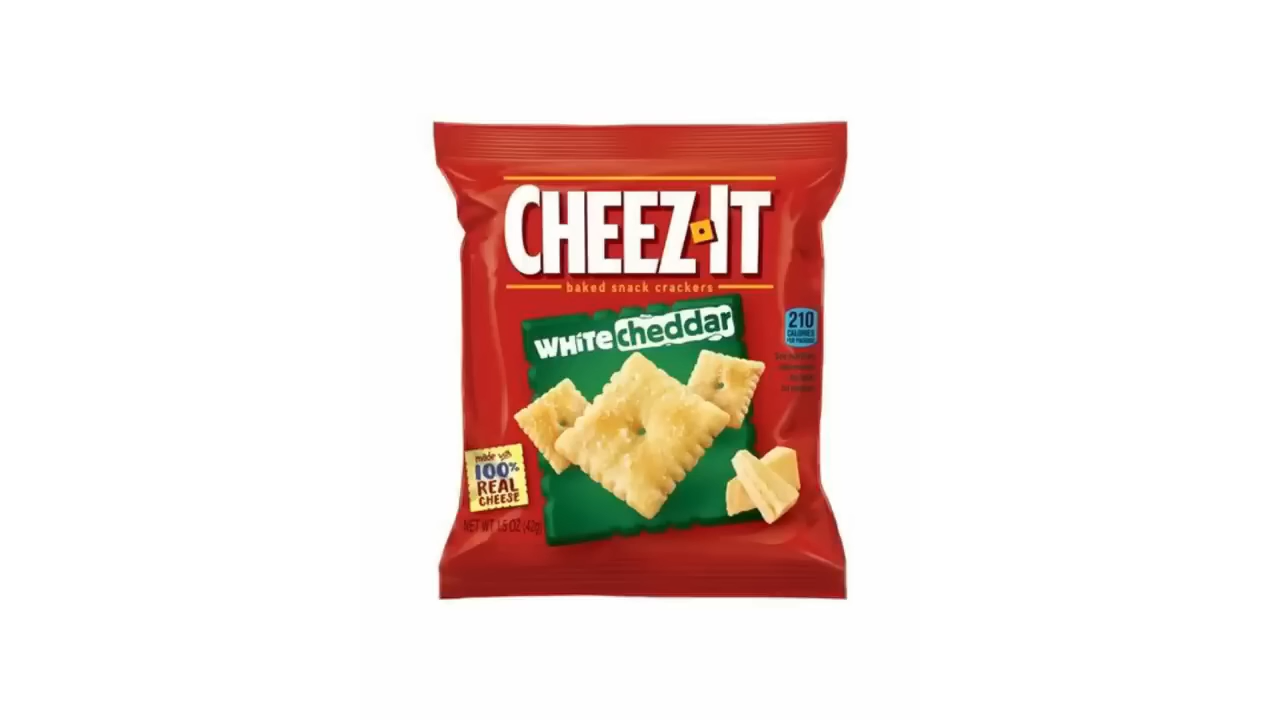 CHEEZ-IT
baked snack crackers
WHITE cheddar
210
CALORIES
PER PACKAGE
made with
100%
REAL
CHEESE
NET WT 1.5 OZ (42g)